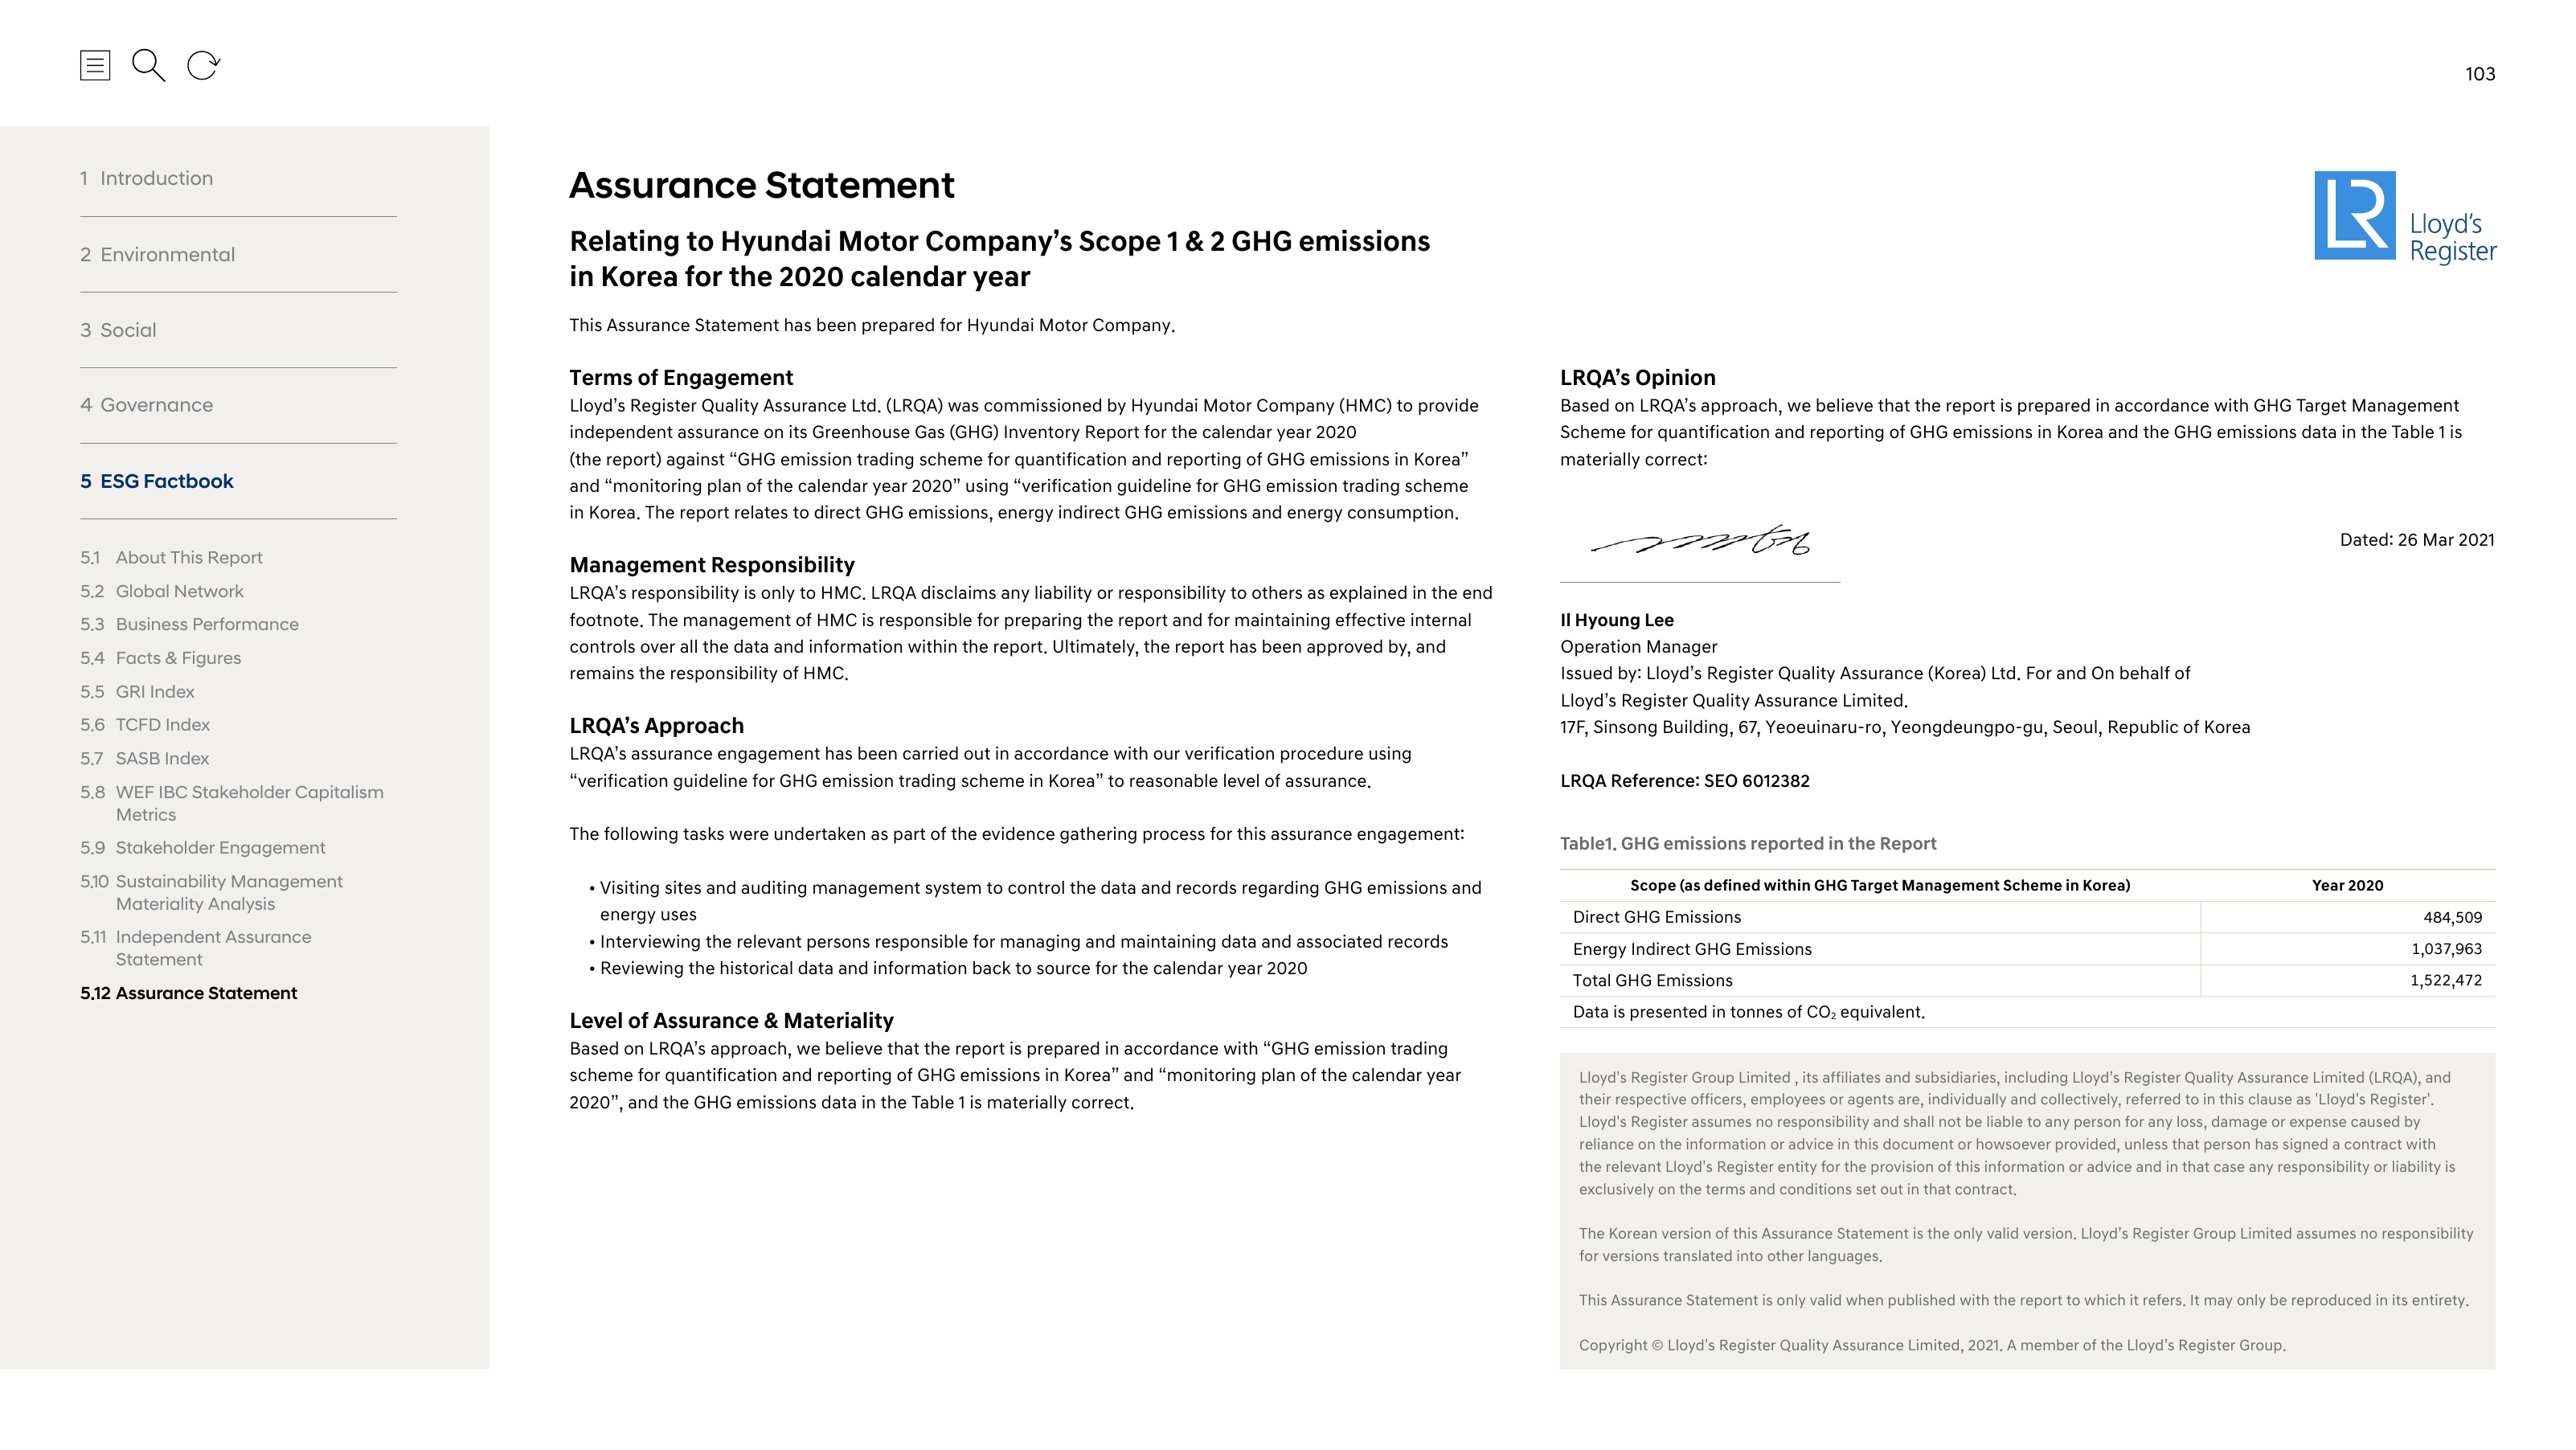 103
1 Introduction
2 Environmental
3 Social
4 Governance
5 ESG Factbook
5.1 About This Report
5.2 Global Network
5.3 Business Performance
5.4 Facts & Figures
5.5 GRI Index
5.6 TCFD Index
5.7 SASB Index
5.8 WEF IBC Stakeholder Capitalism
Metrics
5.9 Stakeholder Engagement
5.10 Sustainability Management
Materiality Analysis
5.11 Independent Assurance
Statement
5.12 Assurance Statement
Assurance Statement
Relating to Hyundai Motor Company’s Scope 1 & 2 GHG emissions
in Korea for the 2020 calendar year
This Assurance Statement has been prepared for Hyundai Motor Company.
LR Lloyd’s
Register
Terms of Engagement
Lloyd’s Register Quality Assurance Ltd. (LRQA) was commissioned by Hyundai Motor Company (HMC) to provide
independent assurance on its Greenhouse Gas (GHG) Inventory Report for the calendar year 2020
(the report) against “GHG emission trading scheme for quantification and reporting of GHG emissions in Korea”
and “monitoring plan of the calendar year 2020” using “verification guideline for GHG emission trading scheme
in Korea. The report relates to direct GHG emissions, energy indirect GHG emissions and energy consumption.
Management Responsibility
LRQA’s responsibility is only to HMC. LRQA disclaims any liability or responsibility to others as explained in the end
footnote. The management of HMC is responsible for preparing the report and for maintaining effective internal
controls over all the data and information within the report. Ultimately, the report has been approved by, and
remains the responsibility of HMC.
LRQA’s Approach
LRQA’s assurance engagement has been carried out in accordance with our verification procedure using
“verification guideline for GHG emission trading scheme in Korea” to reasonable level of assurance.
The following tasks were undertaken as part of the evidence gathering process for this assurance engagement:
• Visiting sites and auditing management system to control the data and records regarding GHG emissions and
energy uses
• Interviewing the relevant persons responsible for managing and maintaining data and associated records
• Reviewing the historical data and information back to source for the calendar year 2020
Level of Assurance & Materiality
Based on LRQA’s approach, we believe that the report is prepared in accordance with “GHG emission trading
scheme for quantification and reporting of GHG emissions in Korea” and “monitoring plan of the calendar year
2020”, and the GHG emissions data in the Table 1 is materially correct.
LRQA’s Opinion
Based on LRQA’s approach, we believe that the report is prepared in accordance with GHG Target Management
Scheme for quantification and reporting of GHG emissions in Korea and the GHG emissions data in the Table 1 is
materially correct:
Dated: 26 Mar 2021
Il Hyoung Lee
Operation Manager
Issued by: Lloyd’s Register Quality Assurance (Korea) Ltd. For and On behalf of
Lloyd’s Register Quality Assurance Limited.
17F, Sinsong Building, 67, Yeoeuinaru-ro, Yeongdeungpo-gu, Seoul, Republic of Korea
LRQA Reference: SEO 6012382
Table1. GHG emissions reported in the Report
Scope (as defined within GHG Target Management Scheme in Korea) Year 2020
Direct GHG Emissions 484,509
Energy Indirect GHG Emissions 1,037,963
Total GHG Emissions 1,522,472
Data is presented in tonnes of CO₂ equivalent.
Lloyd's Register Group Limited , its affiliates and subsidiaries, including Lloyd’s Register Quality Assurance Limited (LRQA), and
their respective officers, employees or agents are, individually and collectively, referred to in this clause as 'Lloyd's Register'.
Lloyd's Register assumes no responsibility and shall not be liable to any person for any loss, damage or expense caused by
reliance on the information or advice in this document or howsoever provided, unless that person has signed a contract with
the relevant Lloyd's Register entity for the provision of this information or advice and in that case any responsibility or liability is
exclusively on the terms and conditions set out in that contract.
The Korean version of this Assurance Statement is the only valid version. Lloyd’s Register Group Limited assumes no responsibility
for versions translated into other languages.
This Assurance Statement is only valid when published with the report to which it refers. It may only be reproduced in its entirety.
Copyright © Lloyd's Register Quality Assurance Limited, 2021. A member of the Lloyd’s Register Group.